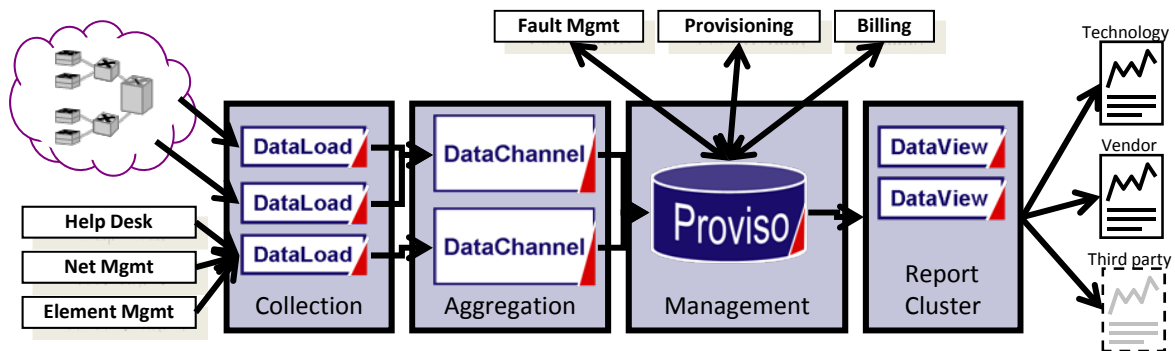 Fault Mgmt
Provisioning
Billing
Technology
DataLoad
DataLoad
DataLoad
Collection
DataChannel
DataChannel
Aggregation
Proviso
Management
DataView
DataView
Report
Cluster
Vendor
Third party
Help Desk
Net Mgmt
Element Mgmt